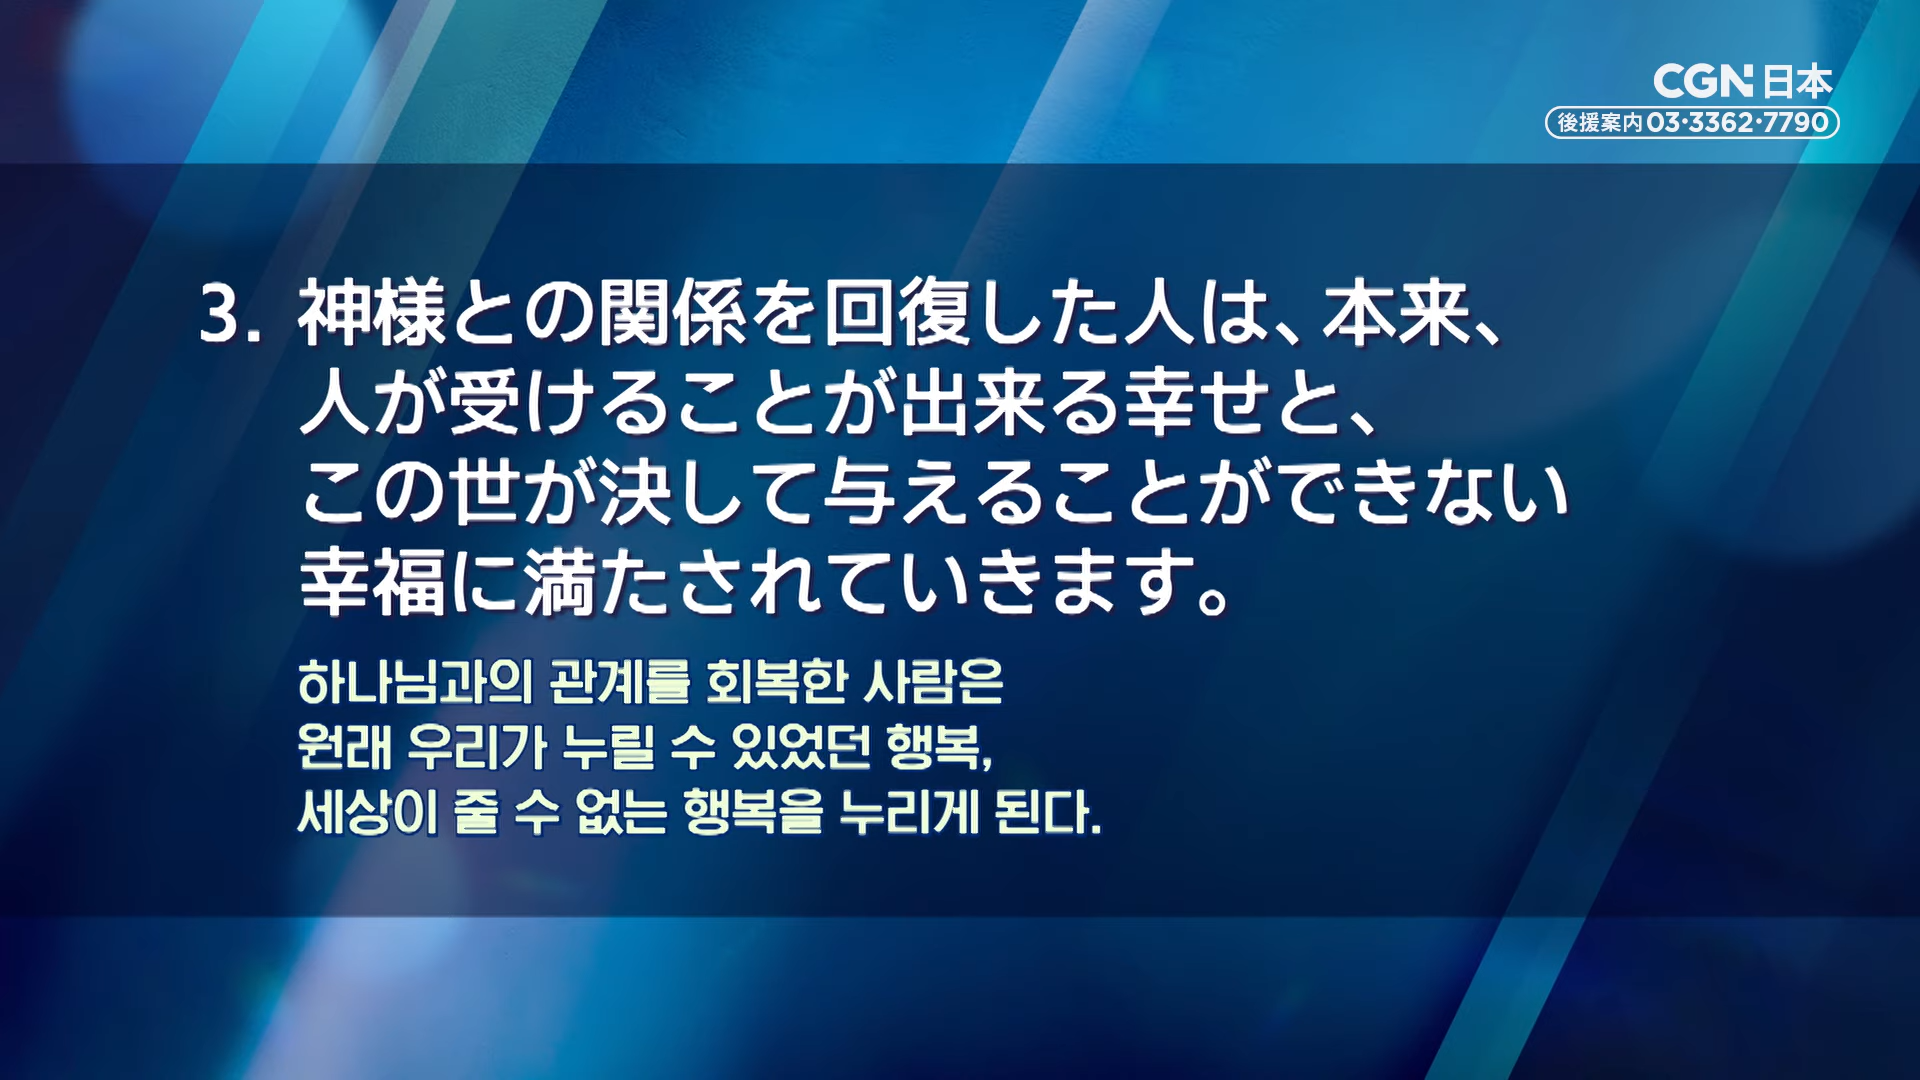 CGN日本
後援案内03·3362·7790
3. 神様との関係を回復した人は、本来、
人が受けることが出来る幸せと、
この世が決して与えることができない
幸福に満たされていきます。
하나님과의 관계를 회복한 사람은
원래 우리가 누릴 수 있었던 행복,
세상이 줄 수 없는 행복을 누리게 된다.